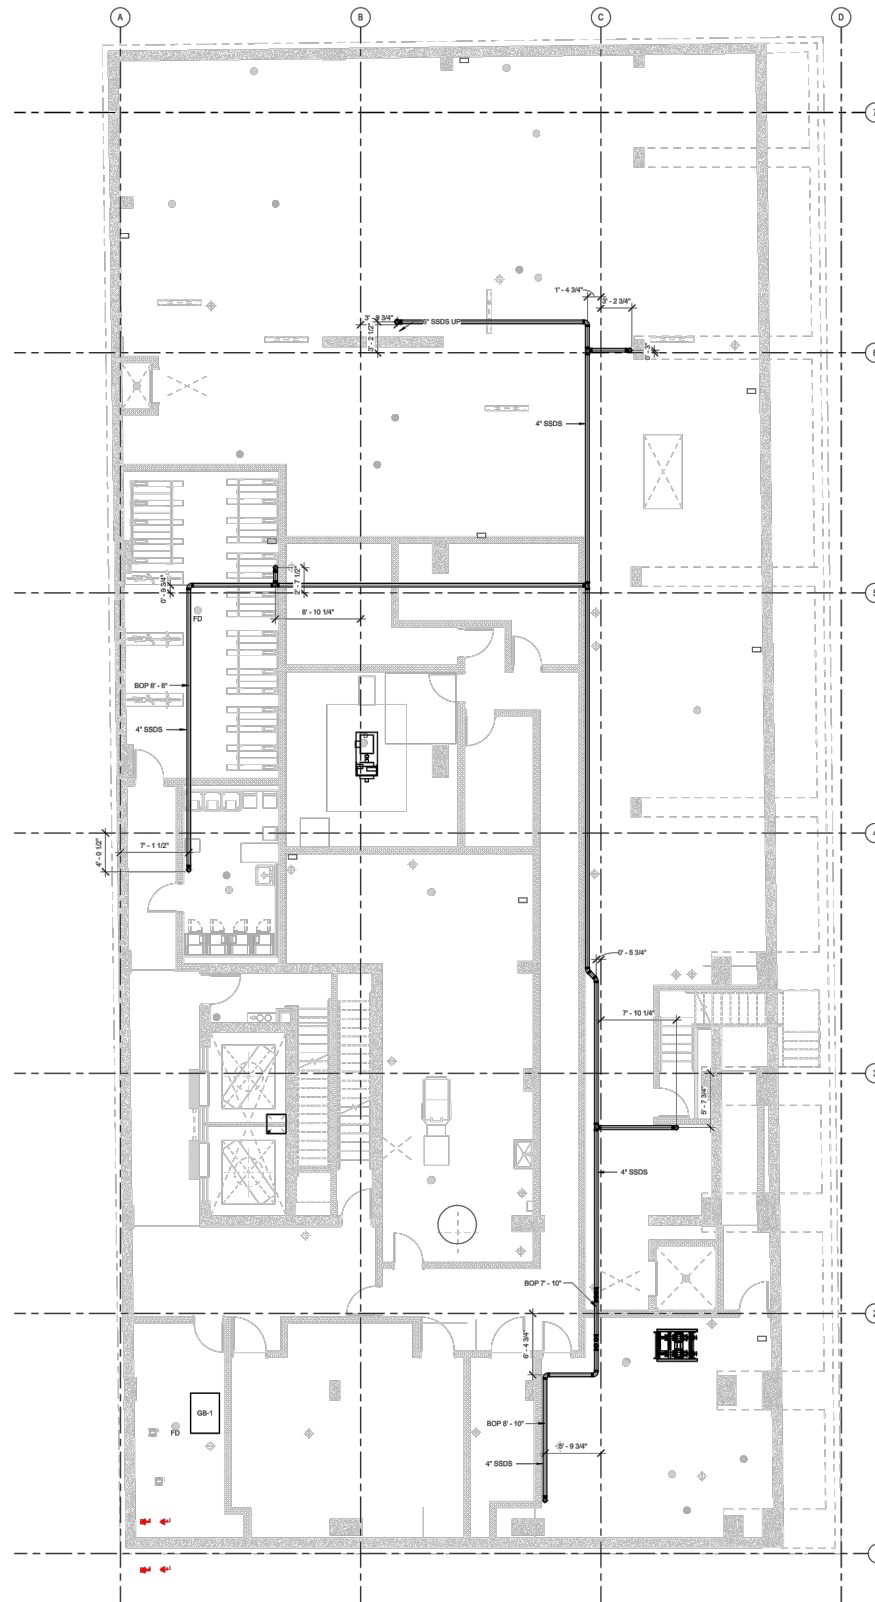 A
B
C
D
7
1' - 4 3/4"
3' - 2 3/4"
3' - 9 3/4"
6" SSDS UP
3' - 2 1/2"
0' - 3"
6
4" SSDS
0' - 9 3/4"
2' - 7 1/2"
5
8' - 10 1/4"
FD
BOP 8' - 8"
4" SSDS
4
4' - 0 1/2"
7' - 1 1/2"
0' - 5 3/4"
7' - 10 1/4"
3
4" SSDS
BOP 7' - 10"
2
6' - 4 3/4"
GB-1
FD
BOP 8' - 10"
4" SSDS